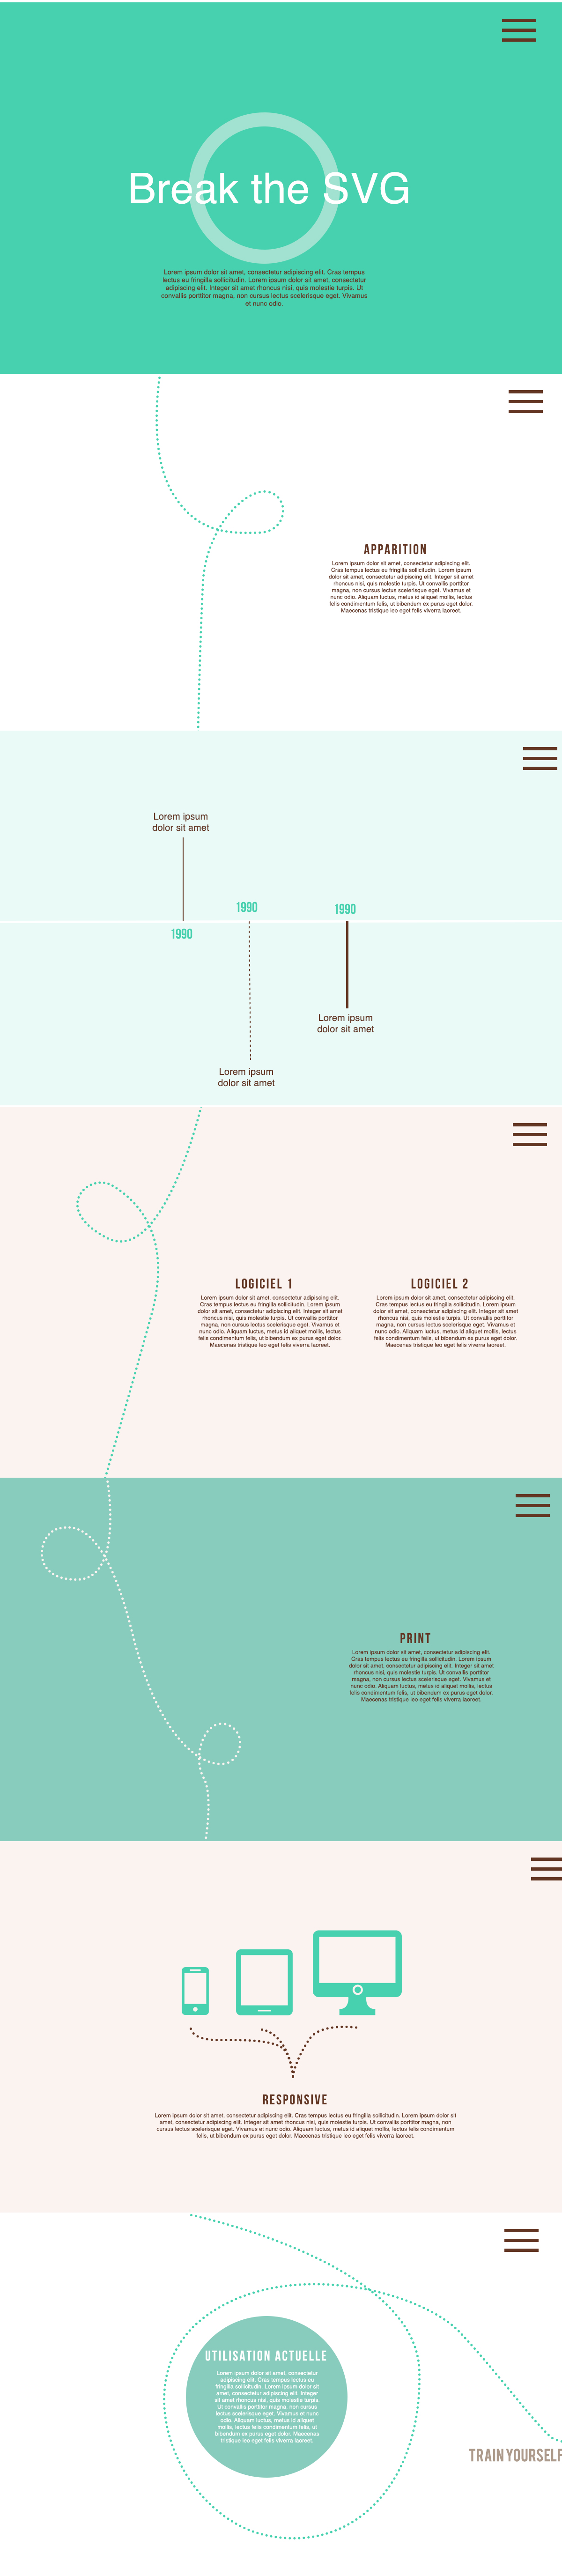 Break the SVG
Lorem ipsum dolor sit amet, consectetur adipiscing elit. Cras tempus
lectus eu fringilla sollicitudin. Lorem ipsum dolor sit amet, consectetur
adipiscing elit. Integer sit amet rhoncus nisi, quis molestie turpis. Ut
convallis porttitor magna, non cursus lectus scelerisque eget. Vivamus
et nunc odio.
APPARITION
Lorem ipsum dolor sit amet, consectetur adipiscing elit.
Cras tempus lectus eu fringilla sollicitudin. Lorem ipsum
dolor sit amet, consectetur adipiscing elit. Integer sit amet
rhoncus nisi, quis molestie turpis. Ut convallis porttitor
magna, non cursus lectus scelerisque eget. Vivamus et
nunc odio. Aliquam luctus, metus id aliquet mollis, lectus
felis condimentum felis, ut bibendum ex purus eget dolor.
Maecenas tristique leo eget felis viverra laoreet.
Lorem ipsum
dolor sit amet
1990
1990
1990
Lorem ipsum
dolor sit amet
Lorem ipsum
dolor sit amet
LOGICIEL 1
Lorem ipsum dolor sit amet, consectetur adipiscing elit.
Cras tempus lectus eu fringilla sollicitudin. Lorem ipsum
dolor sit amet, consectetur adipiscing elit. Integer sit amet
rhoncus nisi, quis molestie turpis. Ut convallis porttitor
magna, non cursus lectus scelerisque eget. Vivamus et
nunc odio. Aliquam luctus, metus id aliquet mollis, lectus
felis condimentum felis, ut bibendum ex purus eget dolor.
Maecenas tristique leo eget felis viverra laoreet.
LOGICIEL 2
Lorem ipsum dolor sit amet, consectetur adipiscing elit.
Cras tempus lectus eu fringilla sollicitudin. Lorem ipsum
dolor sit amet, consectetur adipiscing elit. Integer sit amet
rhoncus nisi, quis molestie turpis. Ut convallis porttitor
magna, non cursus lectus scelerisque eget. Vivamus et
nunc odio. Aliquam luctus, metus id aliquet mollis, lectus
felis condimentum felis, ut bibendum ex purus eget dolor.
Maecenas tristique leo eget felis viverra laoreet.
PRINT
Lorem ipsum dolor sit amet, consectetur adipiscing elit.
Cras tempus lectus eu fringilla sollicitudin. Lorem ipsum
dolor sit amet, consectetur adipiscing elit. Integer sit amet
rhoncus nisi, quis molestie turpis. Ut convallis porttitor
magna, non cursus lectus scelerisque eget. Vivamus et
nunc odio. Aliquam luctus, metus id aliquet mollis, lectus
felis condimentum felis, ut bibendum ex purus eget dolor.
Maecenas tristique leo eget felis viverra laoreet.
RESPONSIVE
Lorem ipsum dolor sit amet, consectetur adipiscing elit. Cras tempus lectus eu fringilla sollicitudin. Lorem ipsum dolor sit
amet, consectetur adipiscing elit. Integer sit amet rhoncus nisi, quis molestie turpis. Ut convallis porttitor magna, non
cursus lectus scelerisque eget. Vivamus et nunc odio. Aliquam luctus, metus id aliquet mollis, lectus felis condimentum
felis, ut bibendum ex purus eget dolor. Maecenas tristique leo eget felis viverra laoreet.
UTILISATION ACTUELLE
Lorem ipsum dolor sit amet, consectetur
adipiscing elit. Cras tempus lectus eu
fringilla sollicitudin. Lorem ipsum dolor sit
amet, consectetur adipiscing elit. Integer
sit amet rhoncus nisi, quis molestie turpis.
Ut convallis porttitor magna, non cursus
lectus scelerisque eget. Vivamus et nunc
odio. Aliquam luctus, metus id aliquet
mollis, lectus felis condimentum felis, ut
bibendum ex purus eget dolor. Maecenas
tristique leo eget felis viverra laoreet.
TRAIN YOURSELF